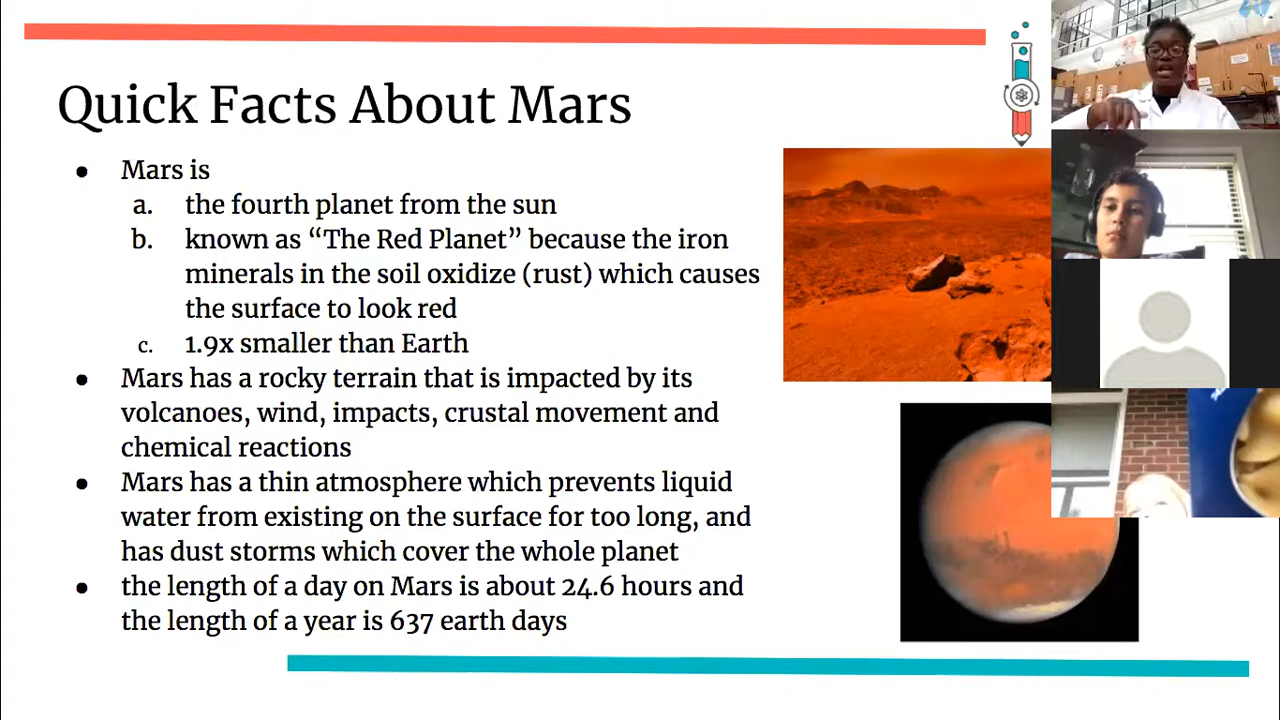 Quick Facts About Mars
● Mars is
a. the fourth planet from the sun
b. known as “The Red Planet” because the iron
minerals in the soil oxidize (rust) which causes
the surface to look red
c. 1.9x smaller than Earth
● Mars has a rocky terrain that is impacted by its
volcanoes, wind, impacts, crustal movement and
chemical reactions
● Mars has a thin atmosphere which prevents liquid
water from existing on the surface for too long, and
has dust storms which cover the whole planet
● the length of a day on Mars is about 24.6 hours and
the length of a year is 637 earth days